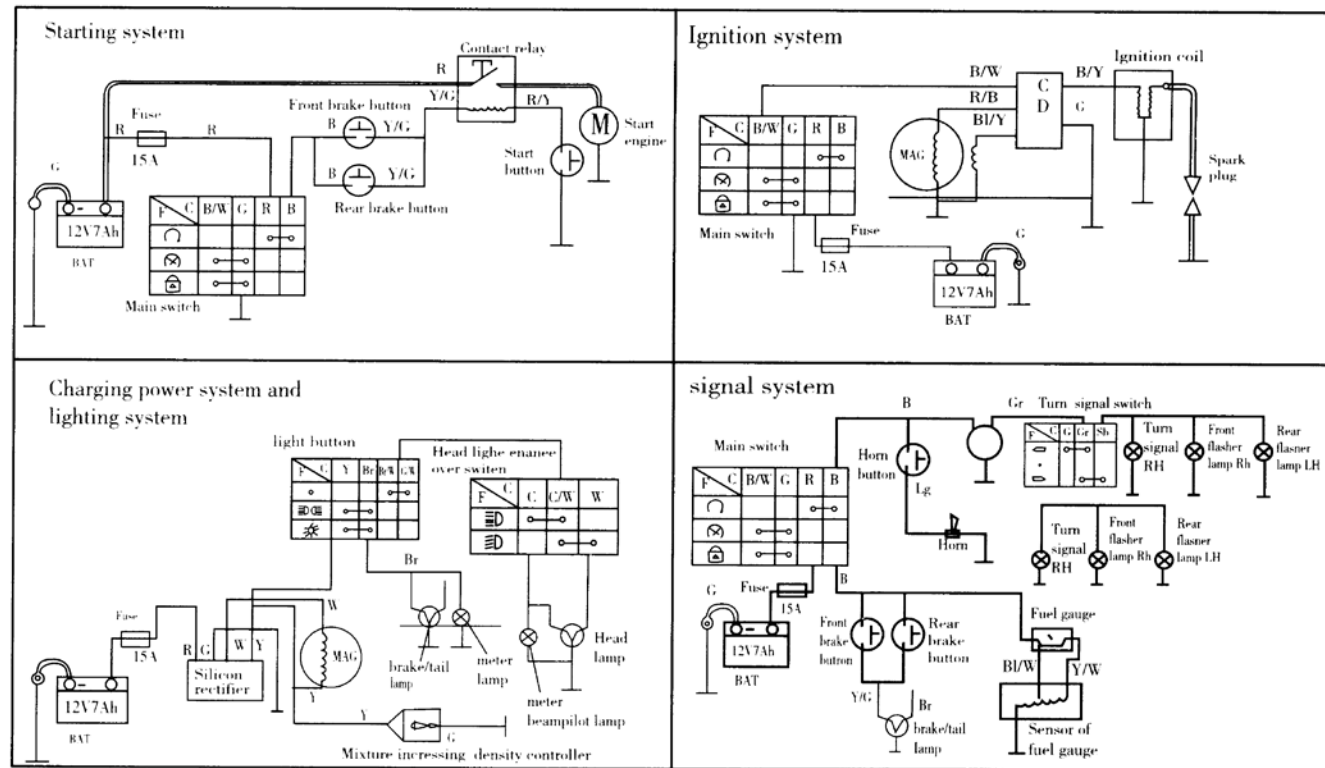 Starting system
Contact relay
R
Y/G
R/Y
Front brake button
B
Y/G
Fuse
R
R
15A
M
Start
engine
Start
button
B
Y/G
Rear brake button
G
12V7Ah
BAT
F C B/W G R B
Main switch
Ignition system
Ignition coil
B/W
C
D
B/Y
R/B
G
Bl/Y
F C B/W G R B
MAG
Spark
plug
Main switch
Fuse
15A
G
12V7Ah
BAT
Charging power system and
lighting system
light button
Head lighe enanee
over switen
F C Y Br Br/W G/W
F C C C/W W
Br
W
Fuse
15A
R G W Y
Silicon
rectifier
MAG
Y
brake/tail
lamp
meter
lamp
Head
lamp
meter
beampilot lamp
12V7Ah
BAT
Y
G
Mixture increasing density controller
signal system
B
Gr
Turn signal switch
Main switch
F C G Gr Sb
Horn
button
Lg
Horn
Turn
signal
RH
Front
flasher
lamp Rh
Rear
flasner
lamp LH
F C B/W G R B
Turn
signal
RH
Front
flasher
lamp Rh
Rear
flasner
lamp LH
B
Fuse
15A
G
12V7Ah
BAT
Front
brake
butron
Rear
brake
button
Fuel gauge
Bl/W
Y/W
Y/G
Br
brake/tail
lamp
Sensor of
fuel gauge